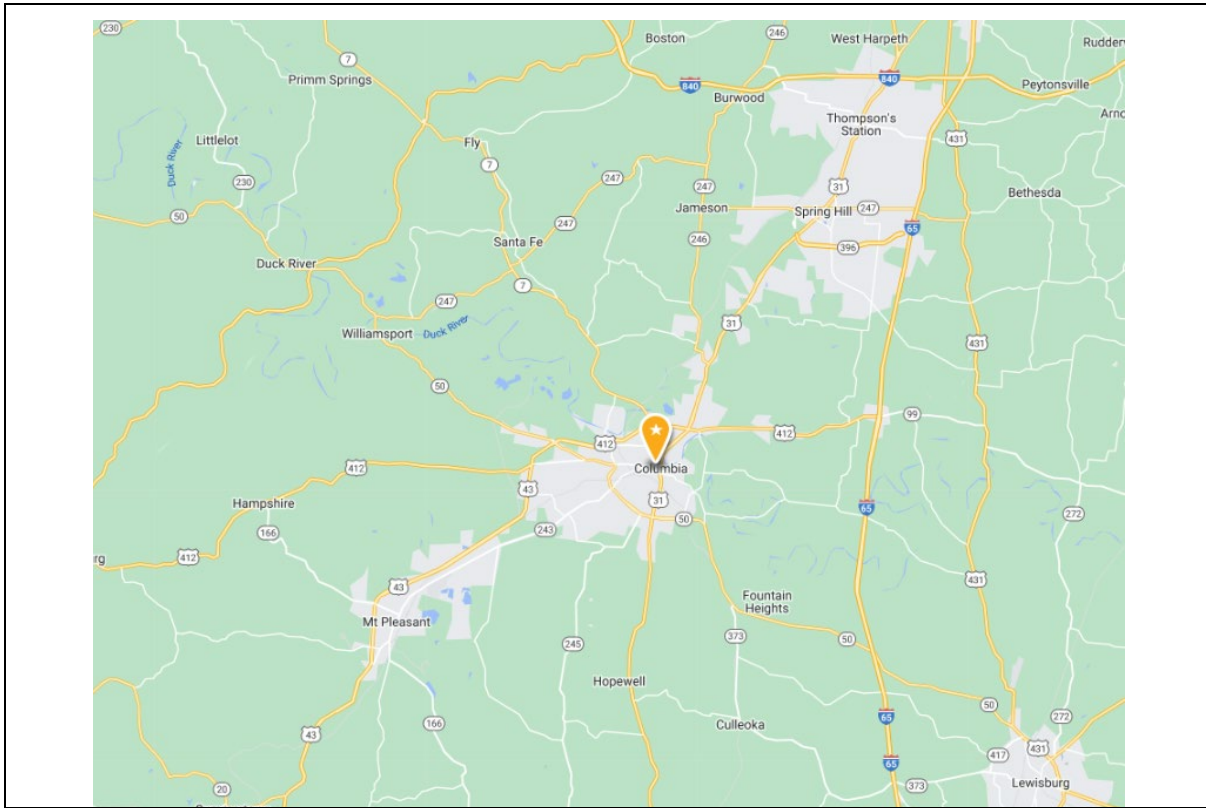 230
Boston
246
West Harpeth
Rudderv
7
Primm Springs
840
840
Peytonsville
Burwood
Arno
Thompson's
Station
Littlelot
Duck River
Fly
431
7
247
230
247
31
Bethesda
50
Jameson
Spring Hill
247
247
65
Santa Fe
246
396
Duck River
7
247
Williamsport
Duck River
31
431
50
99
412
412
Columbia
412
43
31
Hampshire
65
50
272
166
243
412
rg
43
431
Fountain
Heights
Mt Pleasant
373
50
245
Hopewell
50
166
Culleoka
65
272
43
417
431
65
373
Lewisburg
20